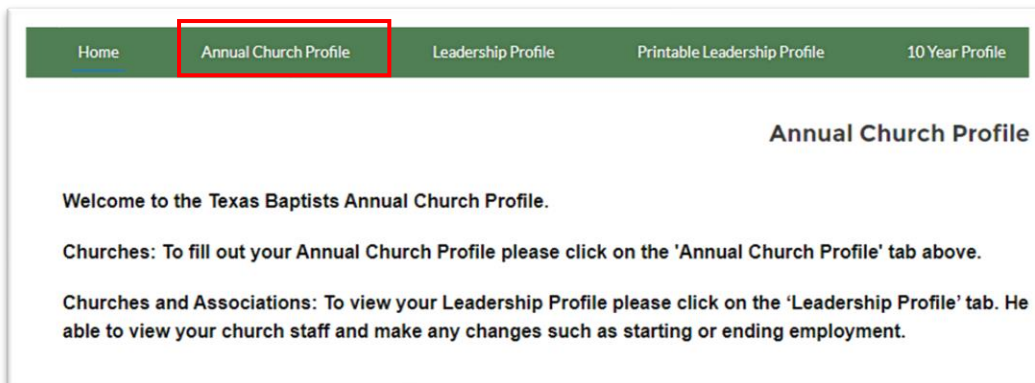 Home Annual Church Profile Leadership Profile Printable Leadership Profile 10 Year Profile
Annual Church Profile
Welcome to the Texas Baptists Annual Church Profile.
Churches: To fill out your Annual Church Profile please click on the 'Annual Church Profile' tab above.
Churches and Associations: To view your Leadership Profile please click on the ‘Leadership Profile’ tab. He
able to view your church staff and make any changes such as starting or ending employment.